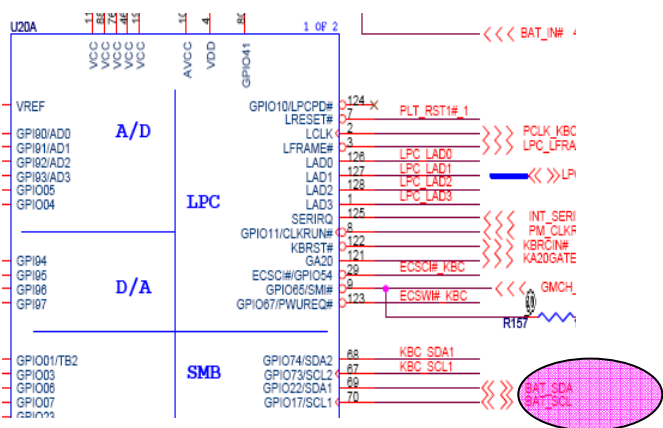 U20A
1 OF 2
VCC
VCC
VCC
VCC
VCC
AVCC
VDD
GPIO41
4
BAT_IN#
VREF
A/D
GPI90/AD0
GPI91/AD1
GPI92/AD2
GPI93/AD3
GPIO05
GPIO04
LPC
GPIO10/LPCPD# 124
LRESET# 7 PLT_RST1#_1
LCLK 2 PCLK_KBC
LFRAME# 3 LPC_LFRA
LAD0 126 LPC_LAD0
LAD1 127 LPC_LAD1
LAD2 128 LPC_LAD2
LAD3 1 LPC_LAD3
SERIRQ 125 INT_SERI
GPIO11/CLKRUN# 8 PM_CLKR
KBRST# 122 KBRCIN#
GA20 121 KA20GATE
ECSCI#/GPIO54 29 ECSCI#_KBC
GPIO65/SMI# 9 GMCH_
GPIO67/PWUREQ# 123 ECSWI#_KBC
R157
D/A
GPI94
GPI95
GPI96
GPI97
SMB
GPIO01/TB2
GPIO03
GPIO06
GPIO07
GPIO23
GPIO74/SDA2 68 KBC_SDA1
GPIO73/SCL2 67 KBC_SCL1
GPIO22/SDA1 69 BAT_SDA
GPIO17/SCL1 70 BAT_SCL